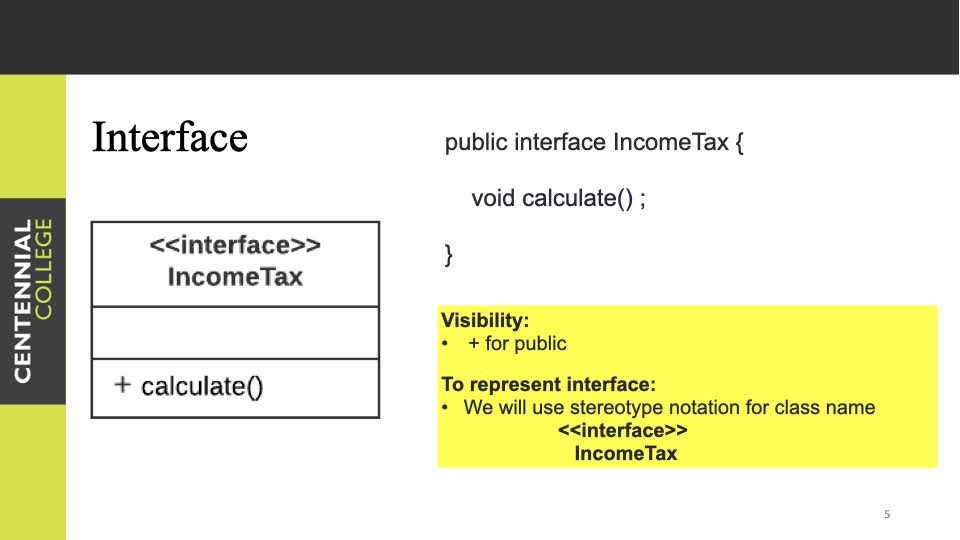 CENTENNIAL
COLLEGE
Interface
<<interface>>
IncomeTax
+ calculate()
public interface IncomeTax {
void calculate() ;
}
Visibility:
• + for public
To represent interface:
• We will use stereotype notation for class name
<<interface>>
IncomeTax
5